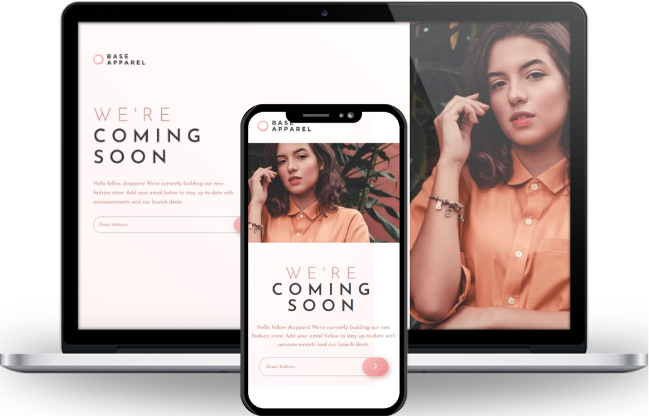 BASE
APPAREL
WE'RE
COMING
SOON
Hello fellow shoppers! We're currently building our new
fashion store. Add your email below to stay up-to-date with
announcements and our launch deals.
Email Address
BASE
APPAREL
WE'RE
COMING
SOON
Hello fellow shoppers! We're currently building our new
fashion store. Add your email below to stay up-to-date with
announcements and our launch deals.
Email Address